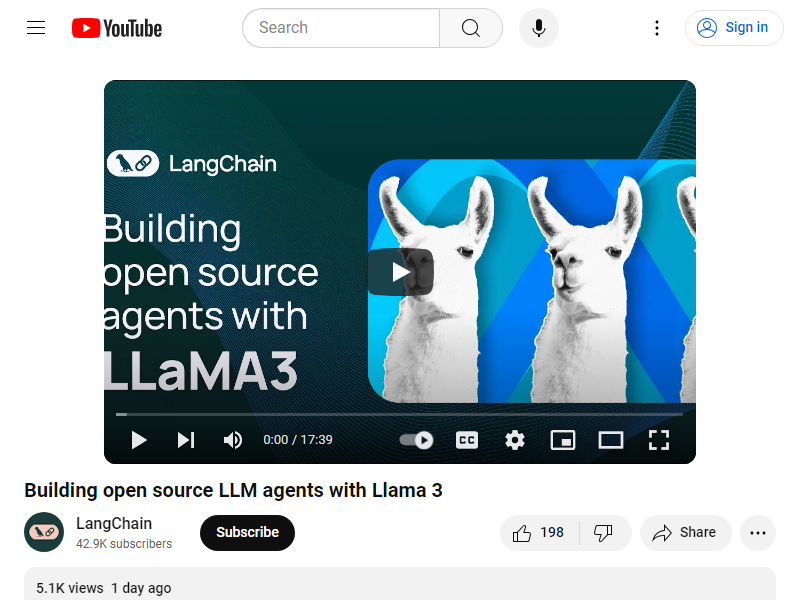 YouTube
Search
Sign in
LangChain
Building
open source
agents with
LLaMA3
0:00 / 17:39
CC
Building open source LLM agents with Llama 3
LangChain
42.9K subscribers
Subscribe
198
Share
5.1K views 1 day ago